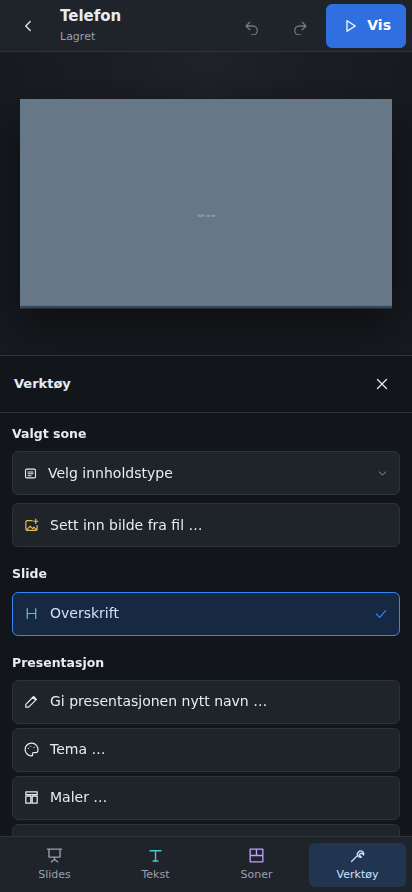 Telefon
Lagret
Vis
Verktøy
Valgt sone
Velg innholdstype
Sett inn bilde fra fil ...
Slide
Overskrift
Presentasjon
Gi presentasjonen nytt navn ...
Tema ...
Maler ...
Slides
Tekst
Soner
Verktøy